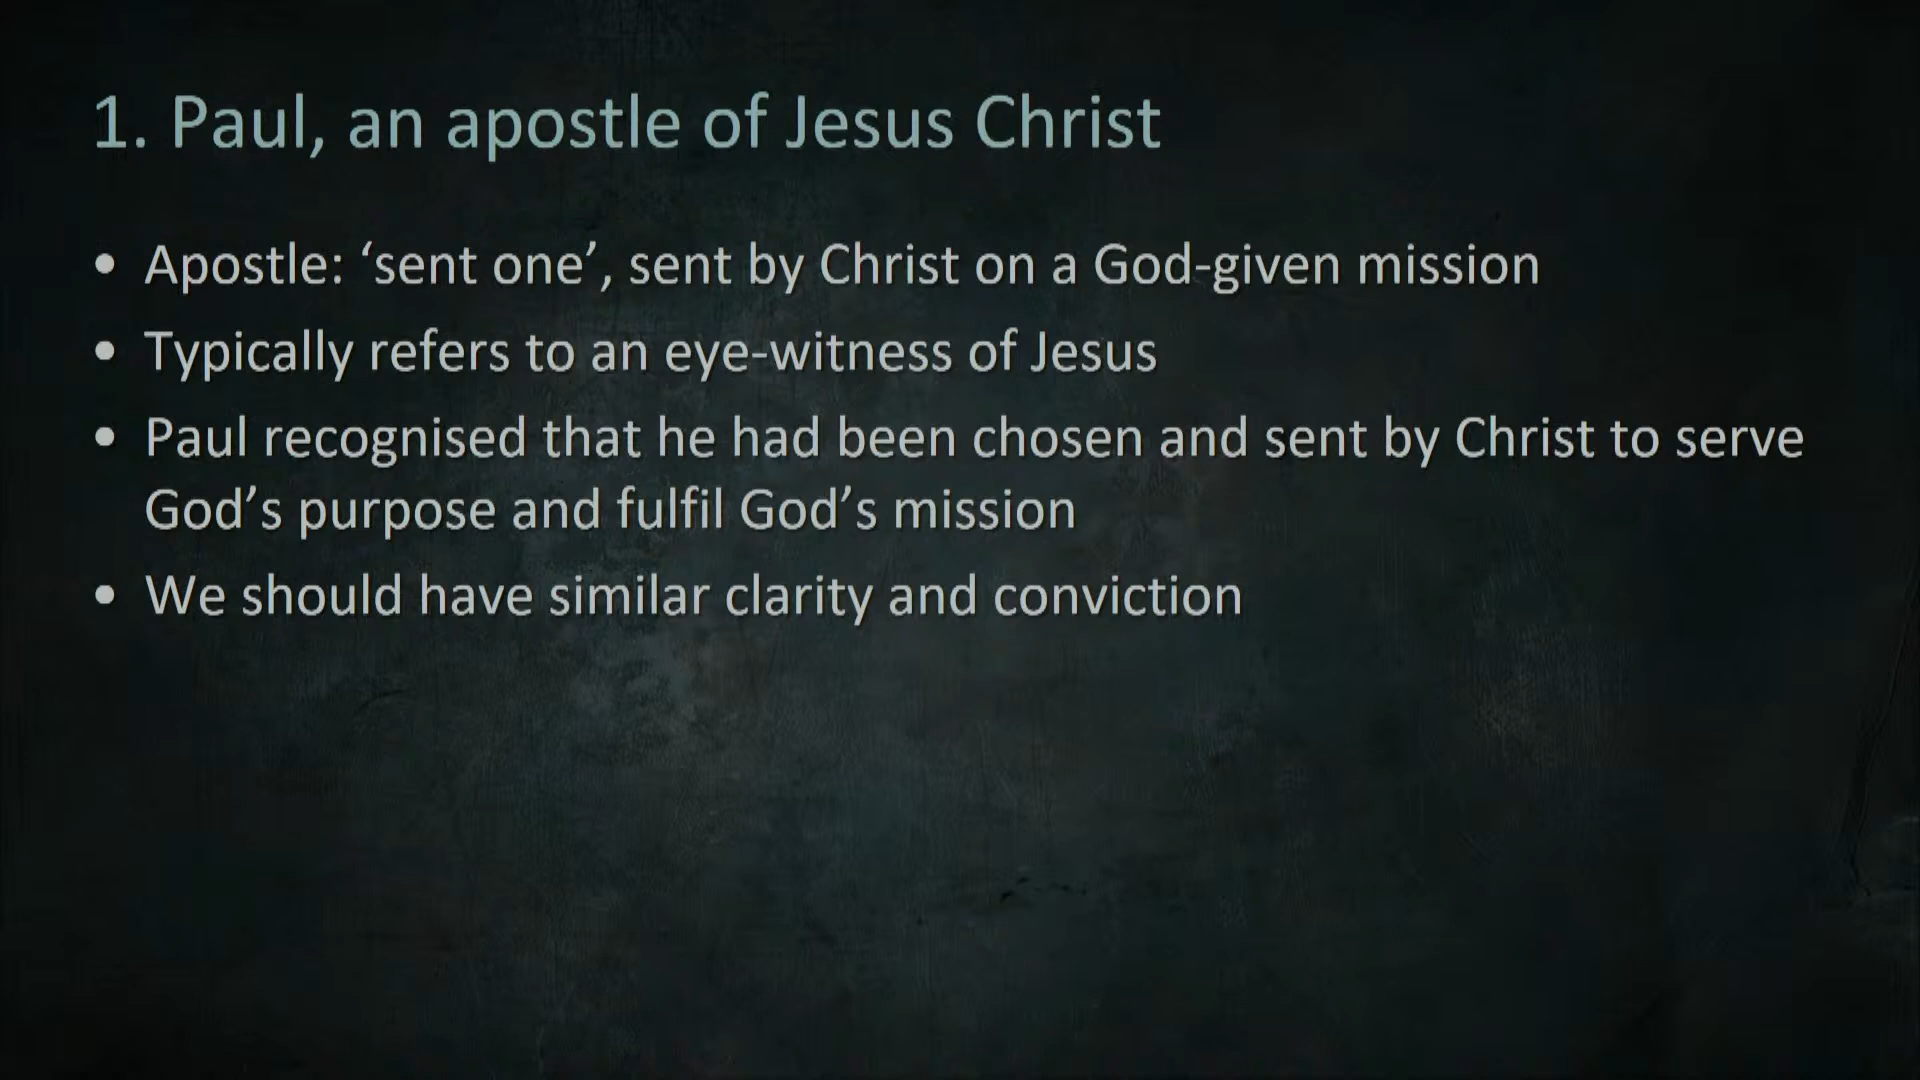 1. Paul, an apostle of Jesus Christ
• Apostle: ‘sent one’, sent by Christ on a God-given mission
• Typically refers to an eye-witness of Jesus
• Paul recognised that he had been chosen and sent by Christ to serve
God’s purpose and fulfil God’s mission
• We should have similar clarity and conviction